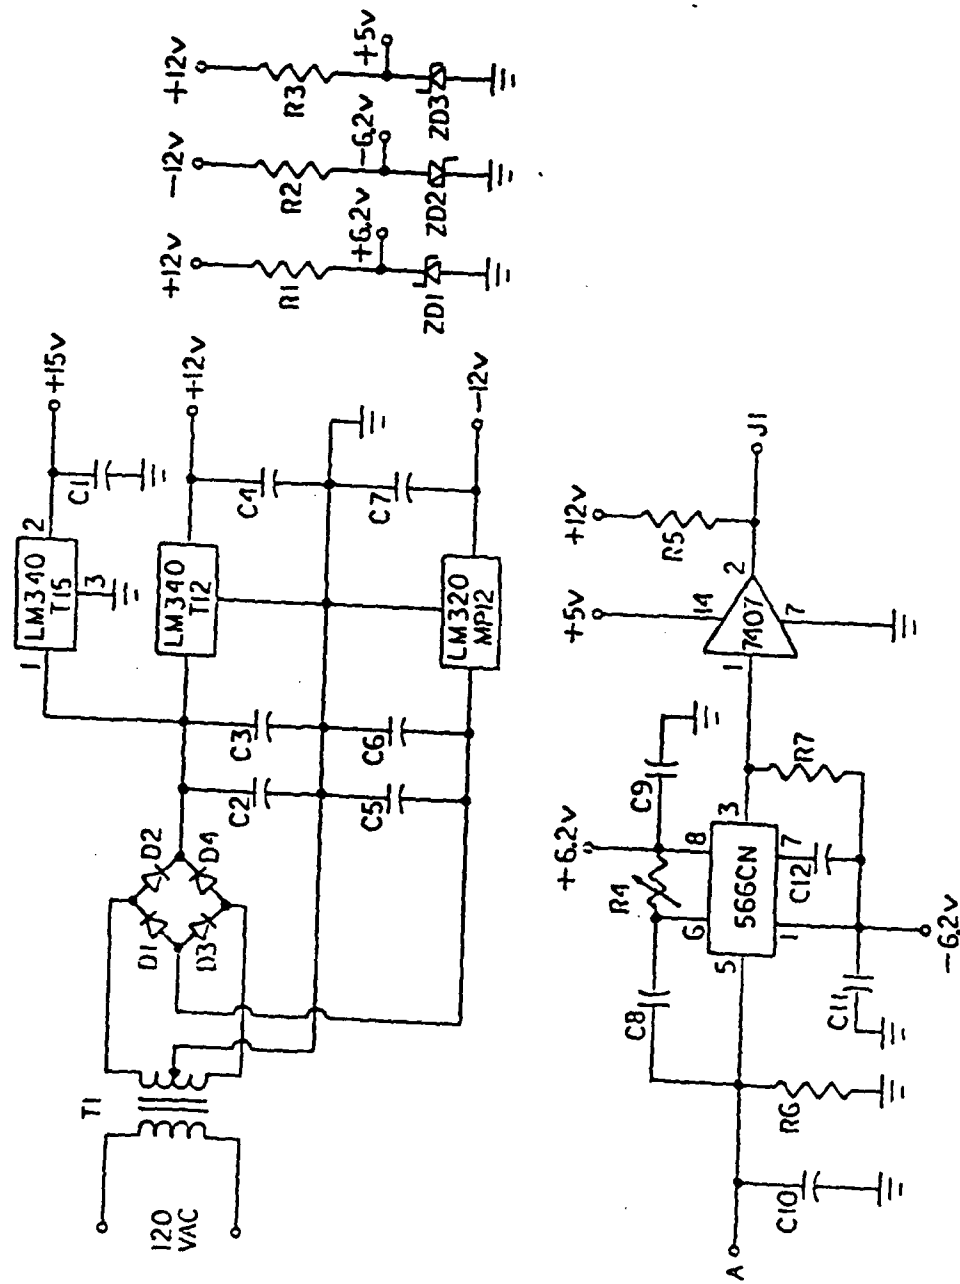 T1
120
VAC
D1
D2
D3
D4
1
LM340
T15
2
3
+15v
C1
LM340
T12
+12v
C2
C3
C4
C5
C6
C7
LM320
MP12
-12v
+12v
R1
+6.2v
ZD1
-12v
R2
-6.2v
ZD2
+12v
R3
+5v
ZD3
A
C10
R6
C8
R4
+6.2v
C9
5
6
8
566CN
3
1
7
C12
C11
-6.2v
R7
1
7407
14
+5v
2
7
+12v
R5
J1